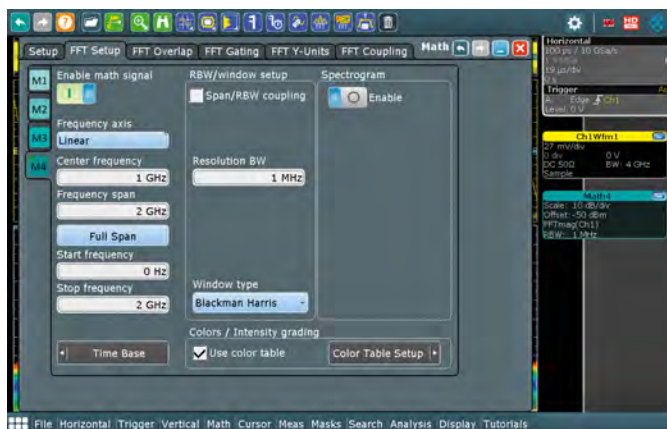 Setup FFT Setup FFT Overlap FFT Gating FFT Y-Units FFT Coupling Math
M1
M2
M3
M4
Enable math signal
Frequency axis
Linear
Center frequency
1 GHz
Frequency span
2 GHz
Full Span
Start frequency
0 Hz
Stop frequency
2 GHz
Time Base
RBW/window setup
Span/RBW coupling
Resolution BW
1 MHz
Window type
Blackman Harris
Colors / Intensity grading
Use color table
Color Table Setup
Spectrogram
Enable
Horizontal
100 ps / 10 GSa/s
19 µs/div
0 s
Trigger
A: Edge Ch1
Level: 0 V
Ch1Wfm1
27 mV/div
0 div 0 V
DC 50Ω BW: 4 GHz
Sample
Math4
Scale: 10 dB/div
Offset: -50 dBm
FFTmag(Ch1)
RBW: 1 MHz
File Horizontal Trigger Vertical Math Cursor Meas Masks Search Analysis Display Tutorials